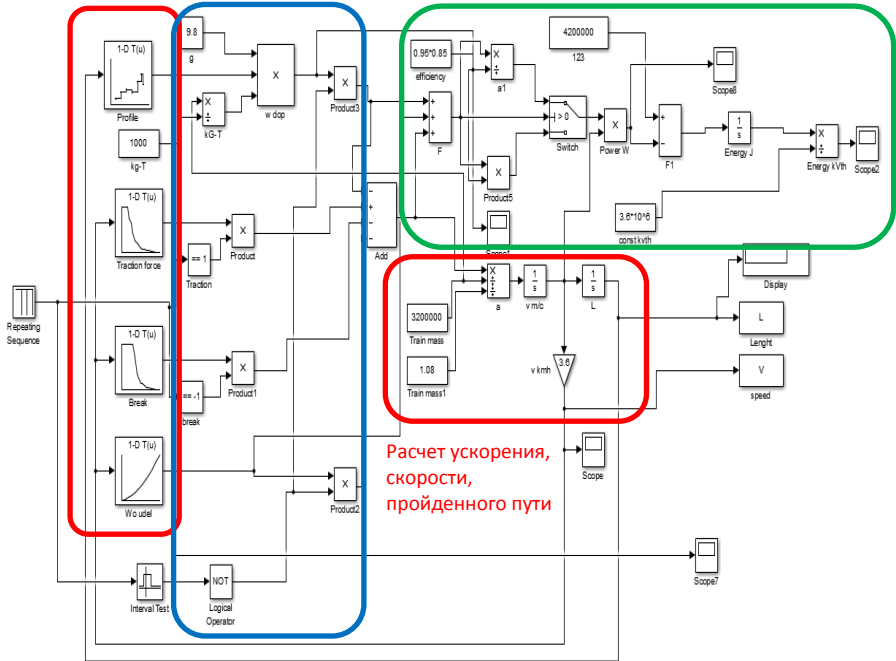 1-D T(u)
Profile
9.8
g
×
÷
kG-T
1000
kg-T
×
w dop
×
Product3
0.95*0.85
efficiency
×
÷
a1
4200000
123
Scope8
+
+
+
F
> 0
Switch
×
Power W
+
−
F1
1
s
Energy J
×
÷
Energy kVth
Scope2
×
Product5
3.6*10^6
const kvth
Scope1
1-D T(u)
Traction force
== 1
Traction
×
Product
−
+
−
−
Add
×
÷
÷
a
1
s
v m/c
1
s
L
Display
3200000
Train mass
1.08
Train mass1
3.6
v kmh
L
Lenght
V
speed
Repeating
Sequence
1-D T(u)
Break
== -1
break
×
Product1
1-D T(u)
Wo udel
×
Product2
Расчет ускорения,
скорости,
пройденного пути
Scope
Interval Test
NOT
Logical
Operator
Scope7